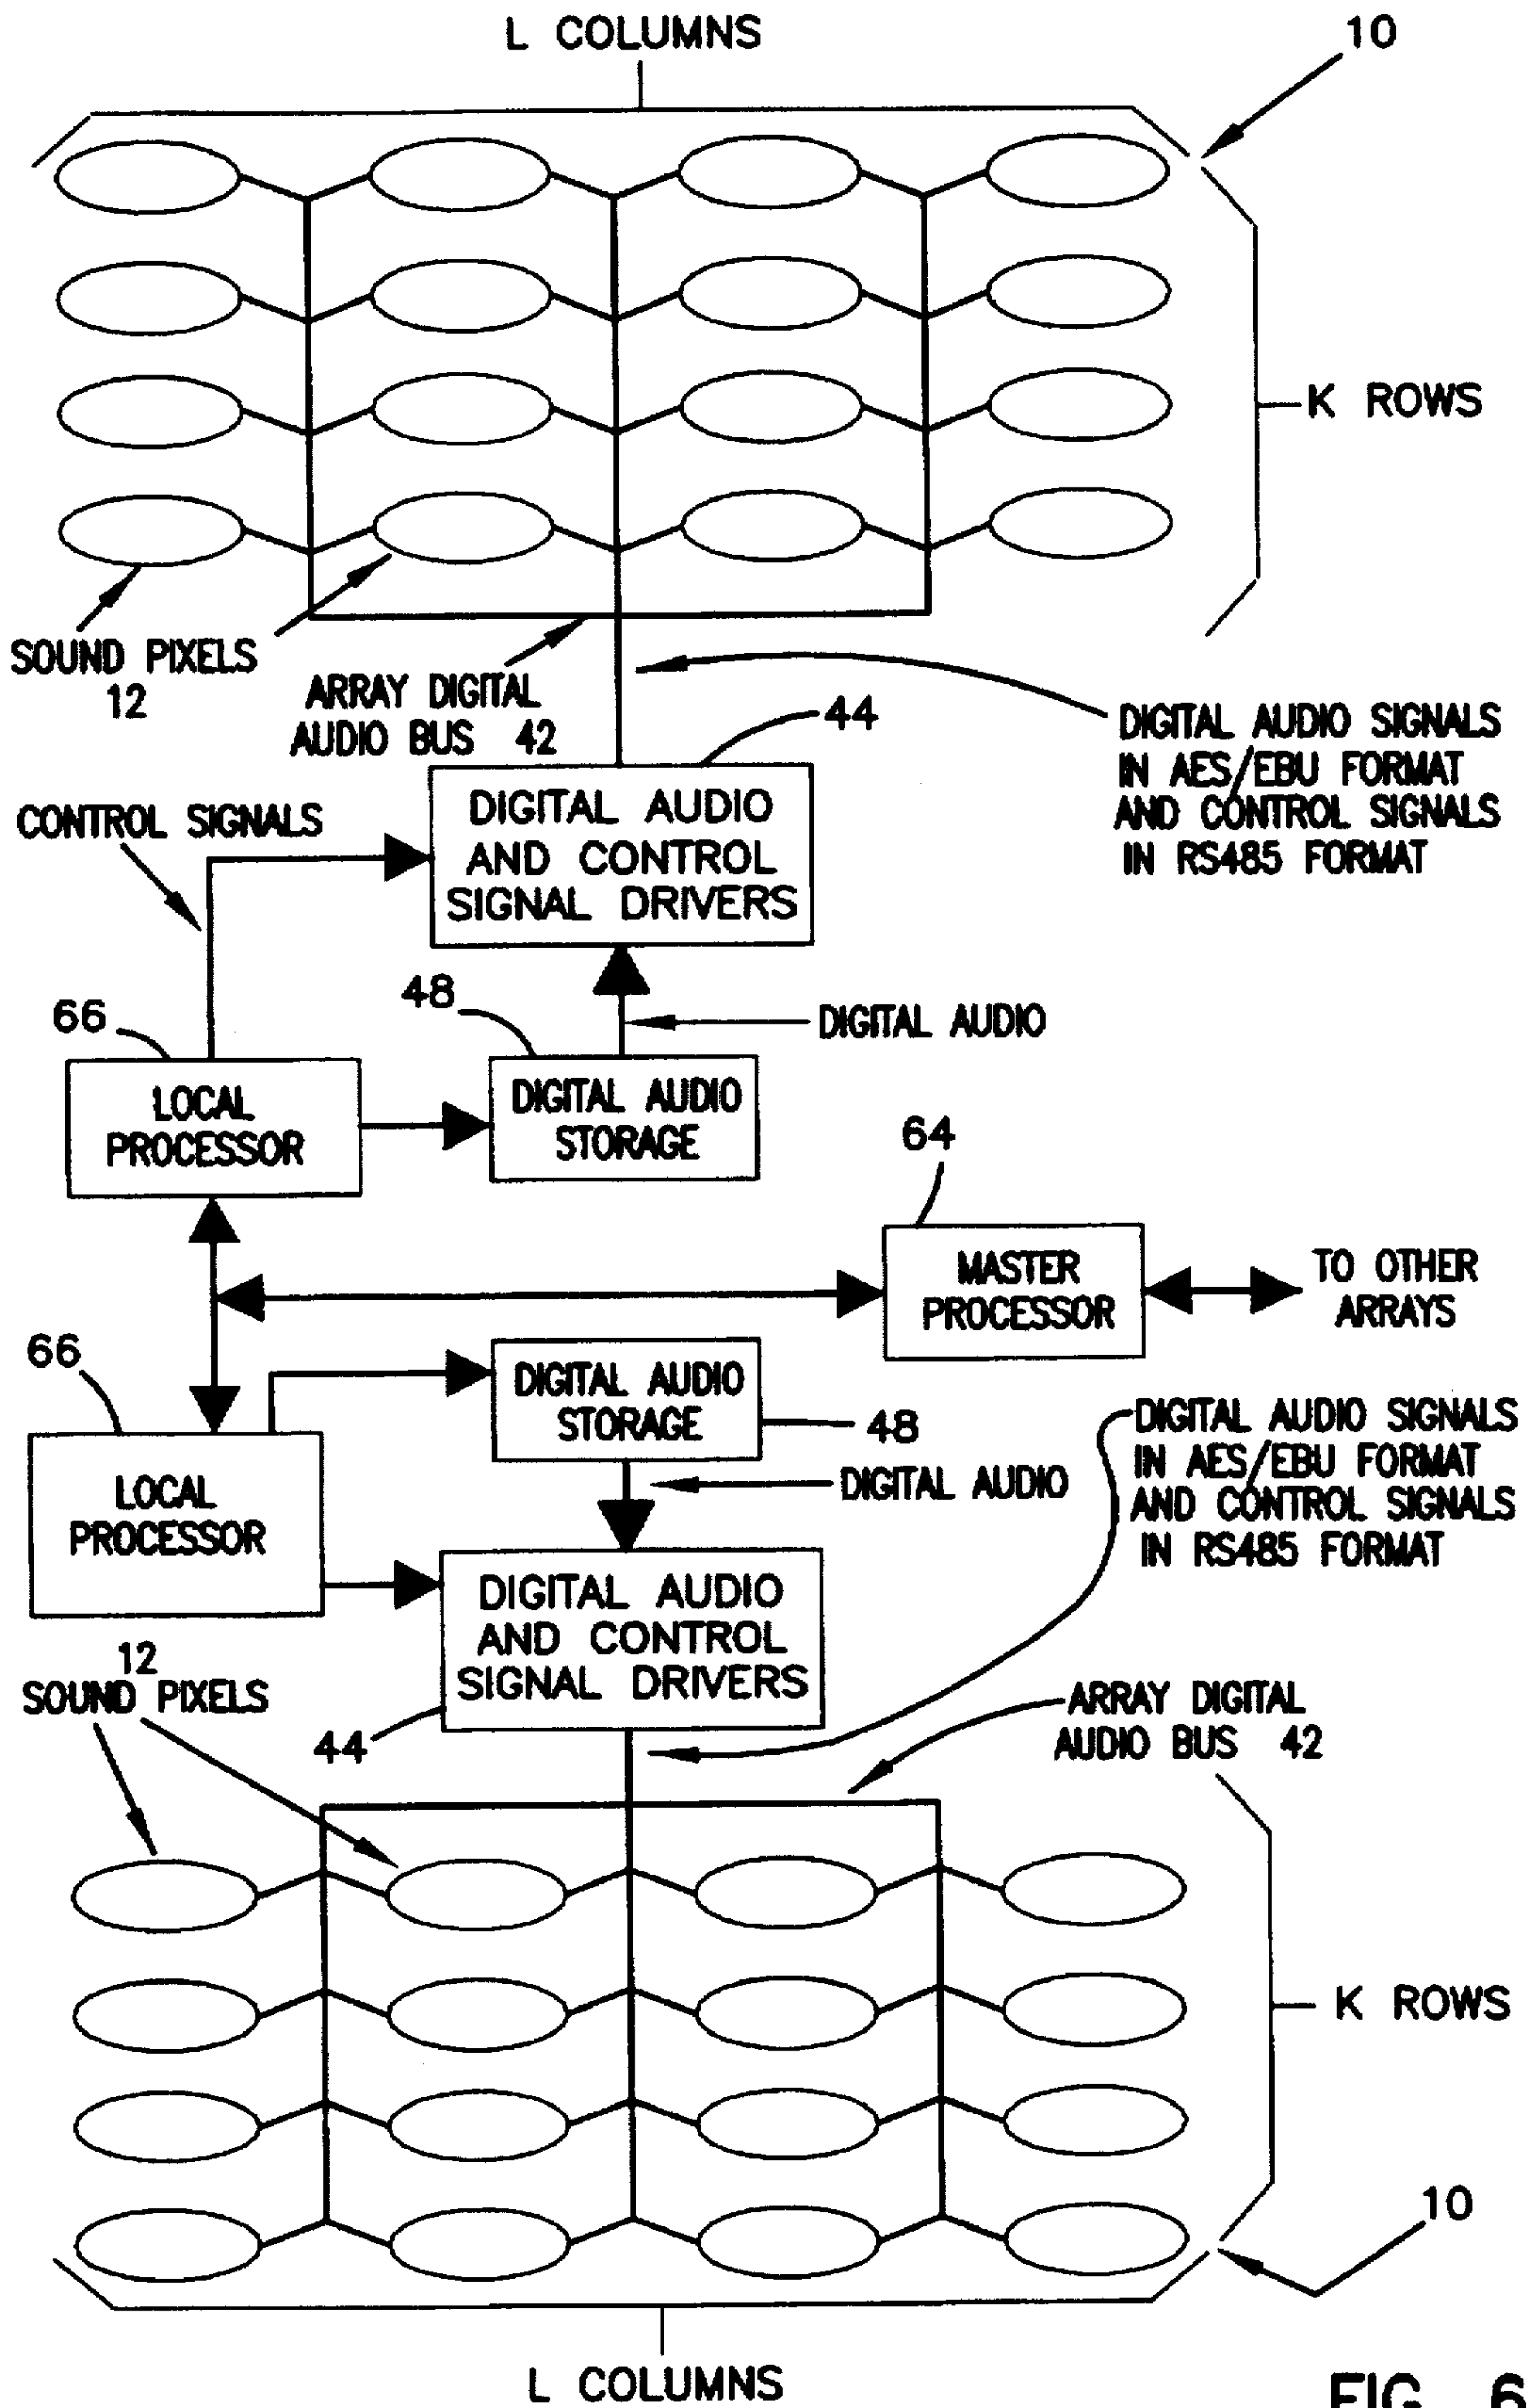 L COLUMNS
10
K ROWS
SOUND PIXELS
12
ARRAY DIGITAL
AUDIO BUS 42
44
DIGITAL AUDIO SIGNALS
IN AES/EBU FORMAT
AND CONTROL SIGNALS
IN RS485 FORMAT
CONTROL SIGNALS
DIGITAL AUDIO
AND CONTROL
SIGNAL DRIVERS
66
48
DIGITAL AUDIO
LOCAL
PROCESSOR
DIGITAL AUDIO
STORAGE
64
MASTER
PROCESSOR
TO OTHER
ARRAYS
66
DIGITAL AUDIO
STORAGE
48
DIGITAL AUDIO
DIGITAL AUDIO SIGNALS
IN AES/EBU FORMAT
AND CONTROL SIGNALS
IN RS485 FORMAT
LOCAL
PROCESSOR
DIGITAL AUDIO
AND CONTROL
SIGNAL DRIVERS
12
SOUND PIXELS
44
ARRAY DIGITAL
AUDIO BUS 42
K ROWS
10
L COLUMNS
FIG. 6